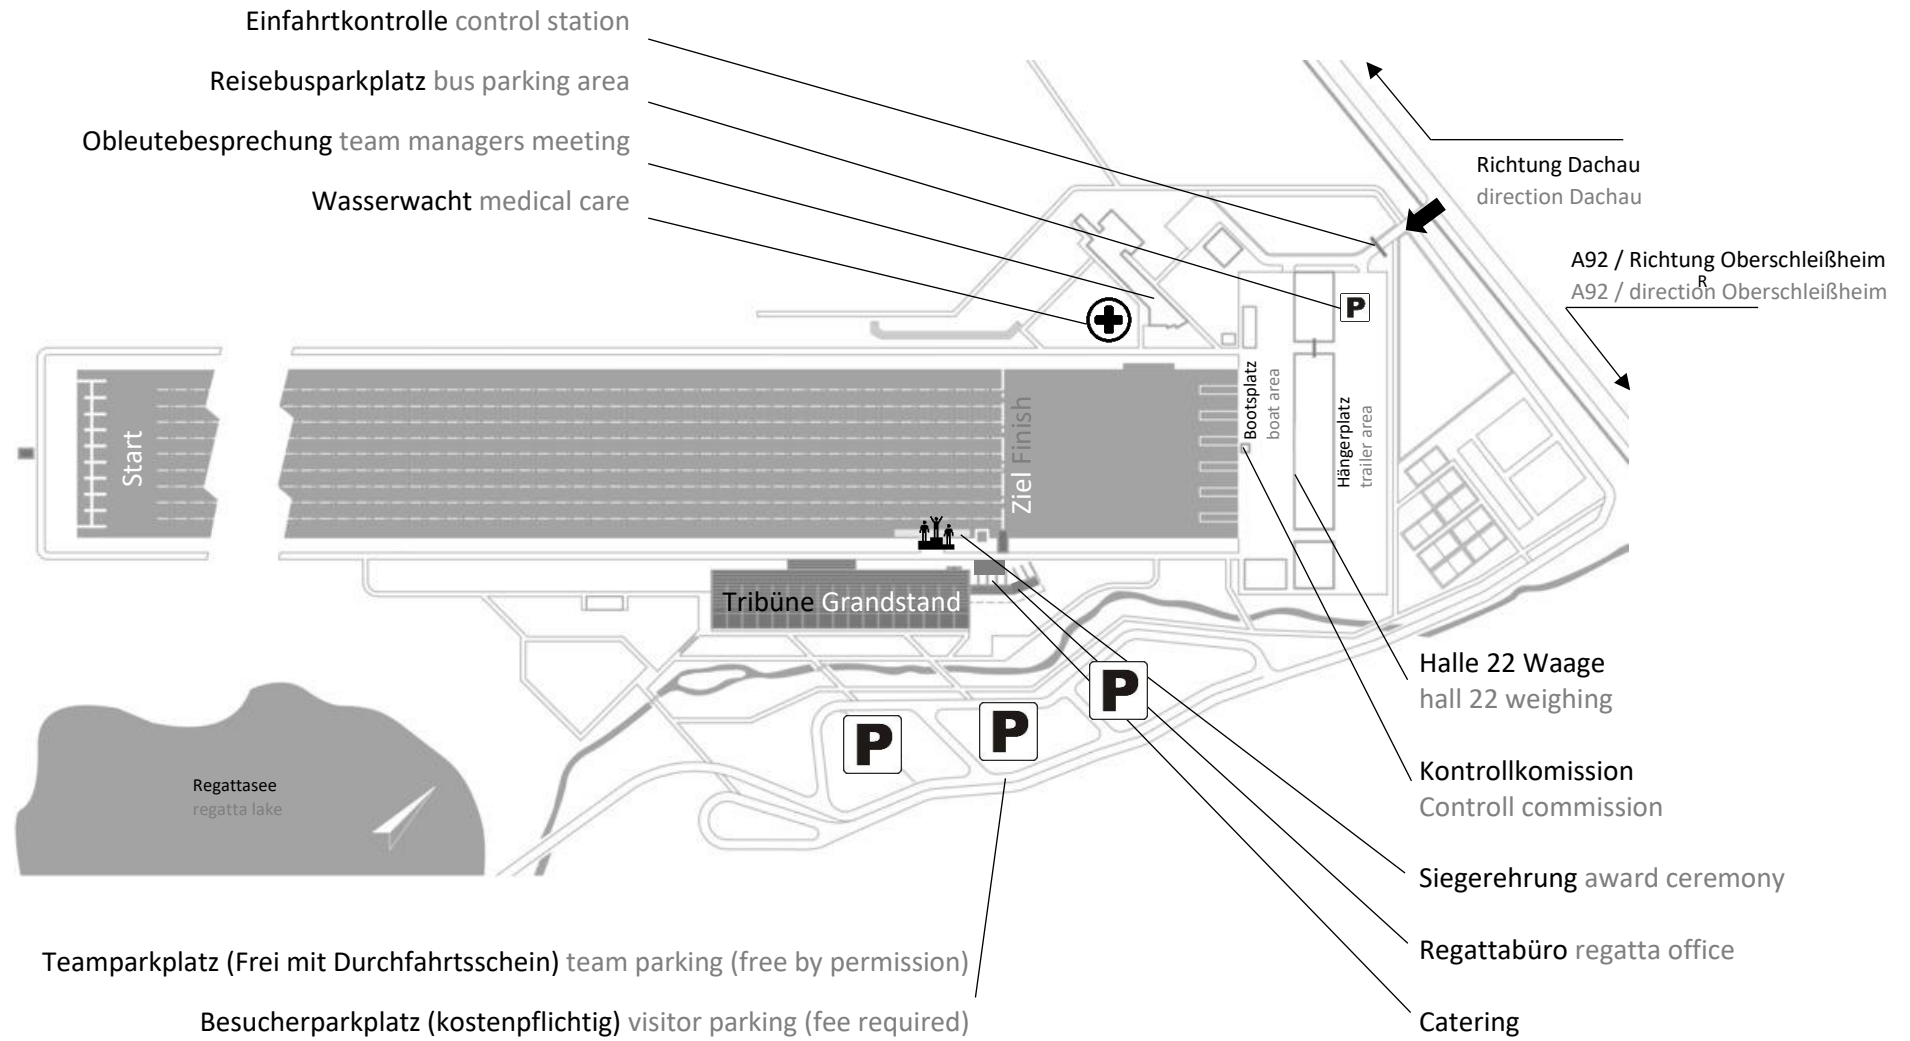 Einfahrtkontrolle control station
Reisebusparkplatz bus parking area
Obleutebesprechung team managers meeting
Wasserwacht medical care
Richtung Dachau
direction Dachau
A92 / Richtung Oberschleißheim
R
A92 / direction Oberschleißheim
P
Bootsplatz
boat area
Hängerplatz
trailer area
Start
Ziel Finish
Tribüne Grandstand
P
P
P
Regattasee
regatta lake
Halle 22 Waage
hall 22 weighing
Kontrollkomission
Controll commission
Siegerehrung award ceremony
Regattabüro regatta office
Catering
Teamparkplatz (Frei mit Durchfahrtsschein) team parking (free by permission)
Besucherparkplatz (kostenpflichtig) visitor parking (fee required)